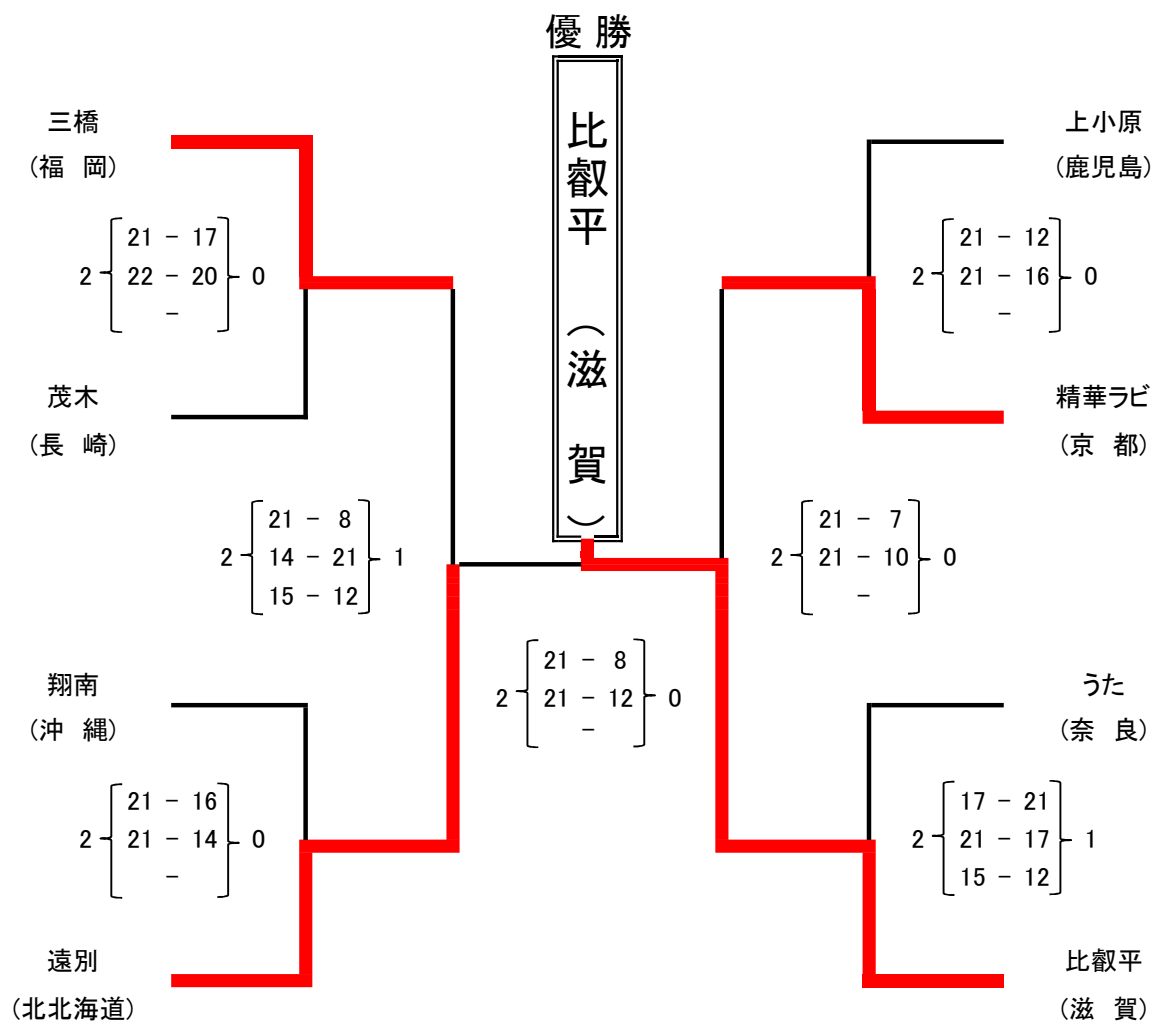 優勝
比叡平（滋賀）
三橋
（福 岡）
2 21 - 17 0
22 - 20
-
茂木
（長 崎）
2 21 - 8 1
14 - 21
15 - 12
翔南
（沖 縄）
2 21 - 16 0
21 - 14
-
遠別
（北北海道）
2 21 - 8 0
21 - 12
-
上小原
（鹿児島）
2 21 - 12 0
21 - 16
-
精華ラビ
（京 都）
2 21 - 7 0
21 - 10
-
うた
（奈 良）
2 17 - 21 1
21 - 17
15 - 12
比叡平
（滋 賀）